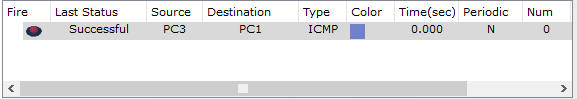 Fire Last Status Source Destination Type Color Time(sec) Periodic Num
Successful PC3 PC1 ICMP 0.000 N 0